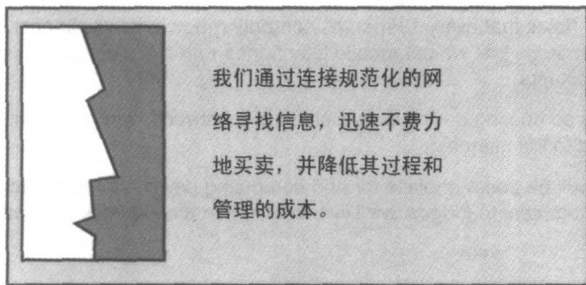 我们通过连接规范化的网
络寻找信息，迅速不费力
地买卖，并降低其过程和
管理的成本。